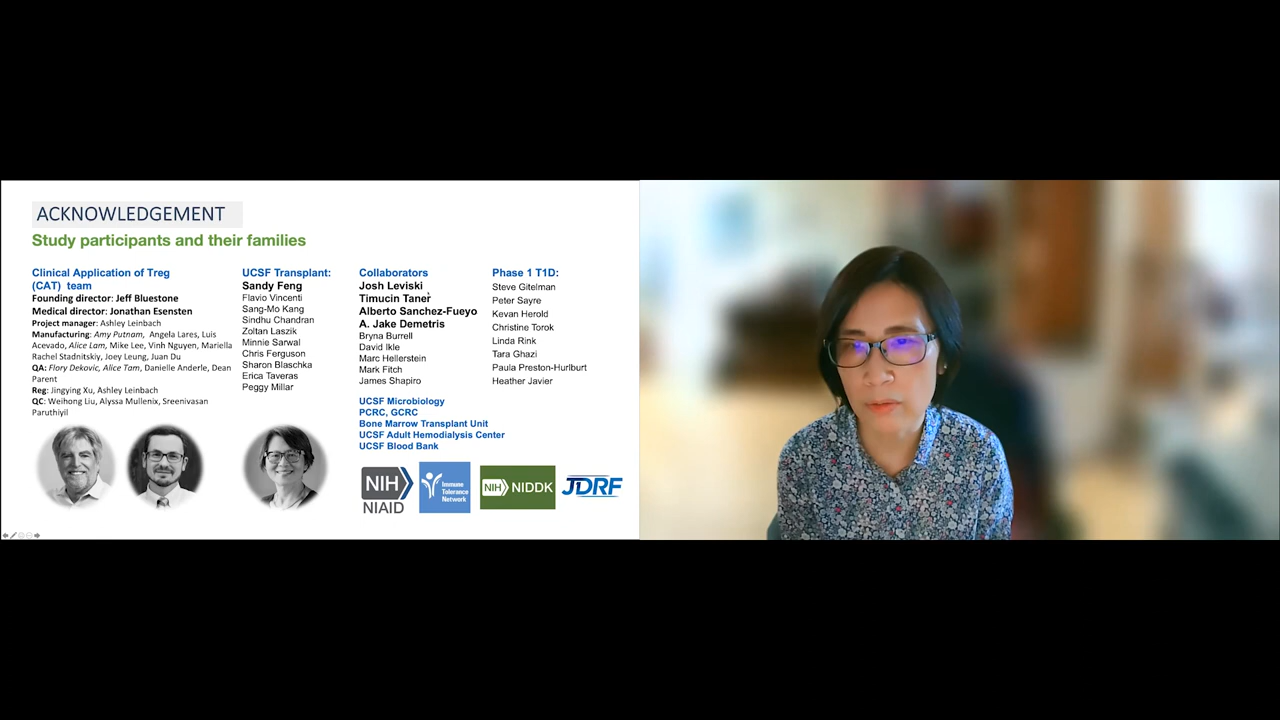 ACKNOWLEDGEMENT
Study participants and their families
Clinical Application of Treg
(CAT) team
Founding director: Jeff Bluestone
Medical director: Jonathan Esensten
Project manager: Ashley Leinbach
Manufacturing: Amy Putnam, Angela Lares, Luis
Acevado, Alice Lam, Mike Lee, Vinh Nguyen, Mariella
Rachel Stadnitskiy, Joey Leung, Juan Du
QA: Flory Dekovic, Alice Tam, Danielle Anderle, Dean
Parent
Reg: Jingying Xu, Ashley Leinbach
QC: Weihong Liu, Alyssa Mullenix, Sreenivasan
Paruthiyil
UCSF Transplant:
Sandy Feng
Flavio Vincenti
Sang-Mo Kang
Sindhu Chandran
Zoltan Laszik
Minnie Sarwal
Chris Ferguson
Sharon Blaschka
Erica Taveras
Peggy Millar
Collaborators
Josh Leviski
Timucin Taner
Alberto Sanchez-Fueyo
A. Jake Demetris
Bryna Burrell
David Ikle
Marc Hellerstein
Mark Fitch
James Shapiro
UCSF Microbiology
PCRC, GCRC
Bone Marrow Transplant Unit
UCSF Adult Hemodialysis Center
UCSF Blood Bank
Phase 1 T1D:
Steve Gitelman
Peter Sayre
Kevan Herold
Christine Torok
Linda Rink
Tara Ghazi
Paula Preston-Hurlburt
Heather Javier
NIH
NIAID
Immune
Tolerance
Network
NIH NIDDK
JDRF